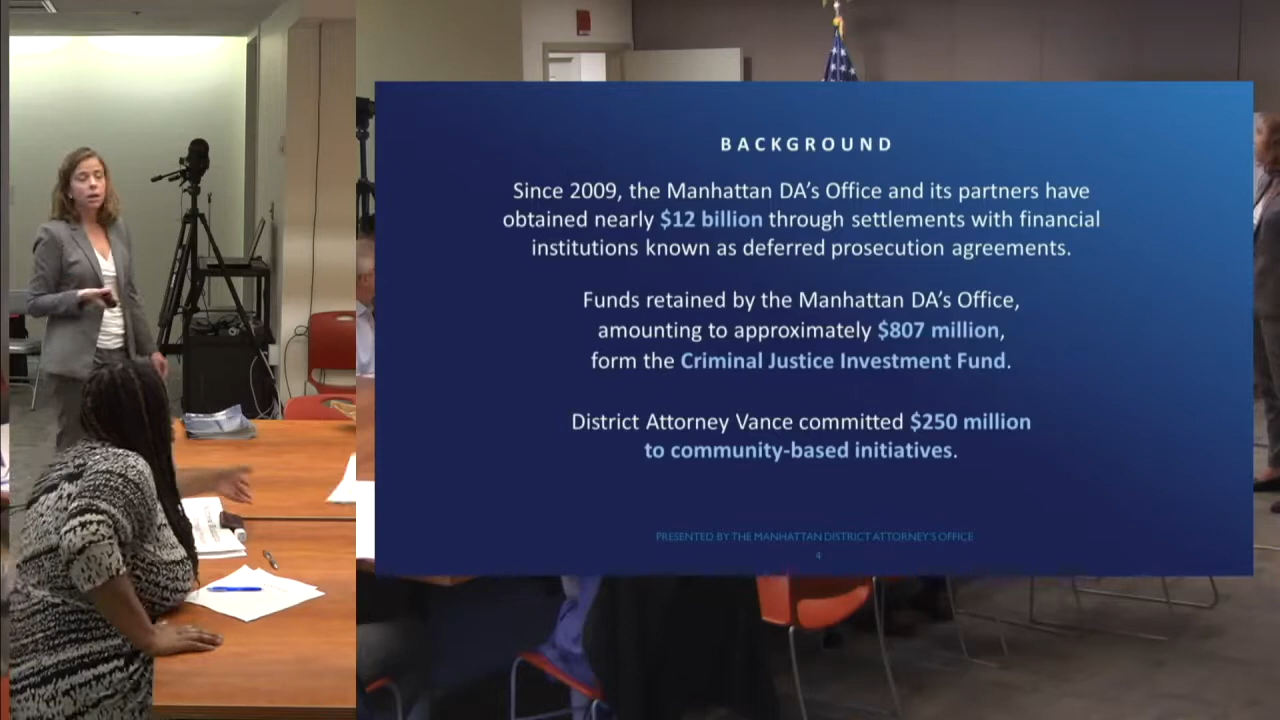 BACKGROUND
Since 2009, the Manhattan DA's Office and its partners have
obtained nearly $12 billion through settlements with financial
institutions known as deferred prosecution agreements.
Funds retained by the Manhattan DA's Office,
amounting to approximately $807 million,
form the Criminal Justice Investment Fund.
District Attorney Vance committed $250 million
to community-based initiatives.
PRESENTED BY THE MANHATTAN DISTRICT ATTORNEY'S OFFICE
4